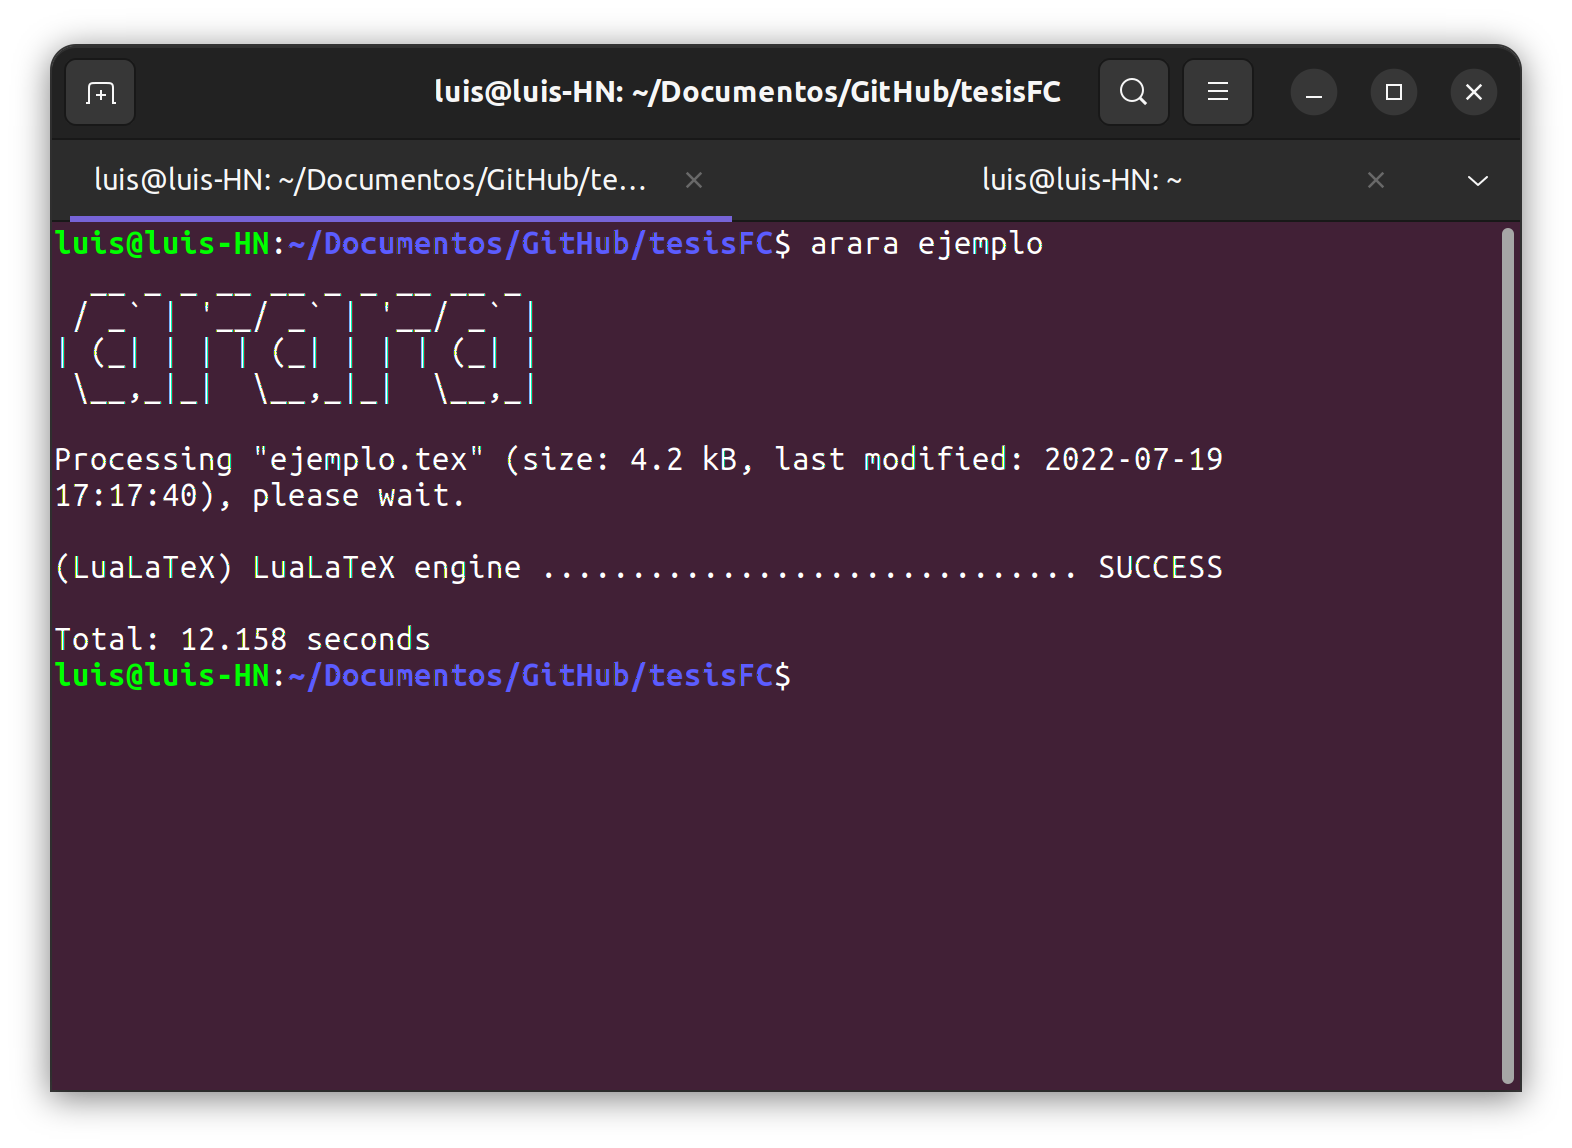 luis@luis-HN: ~/Documentos/GitHub/tesisFC
luis@luis-HN: ~/Documentos/GitHub/te…
luis@luis-HN: ~
luis@luis-HN:~/Documentos/GitHub/tesisFC$ arara ejemplo
  __ _ _ __ __ _ _ __ __ _
 / _` | '__/ _` | '__/ _` |
| (_| | | | (_| | | | (_| |
 \__,_|_|  \__,_|_|  \__,_|
Processing "ejemplo.tex" (size: 4.2 kB, last modified: 2022-07-19
17:17:40), please wait.
(LuaLaTeX) LuaLaTeX engine .............................. SUCCESS
Total: 12.158 seconds
luis@luis-HN:~/Documentos/GitHub/tesisFC$